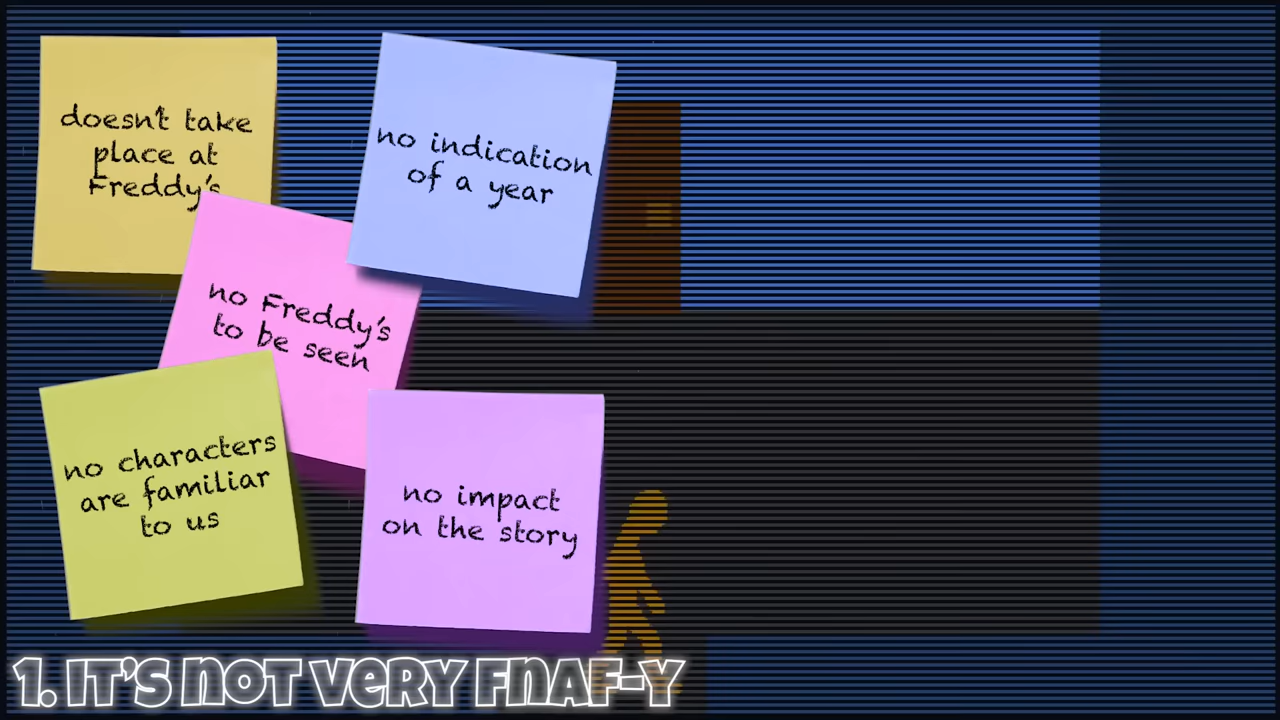 doesn't take
place at
Freddy's
no indication
of a year
no Freddy's
to be seen
no characters
are familiar
to us
no impact
on the story
1. IT'S NOT VERY FNAF-Y